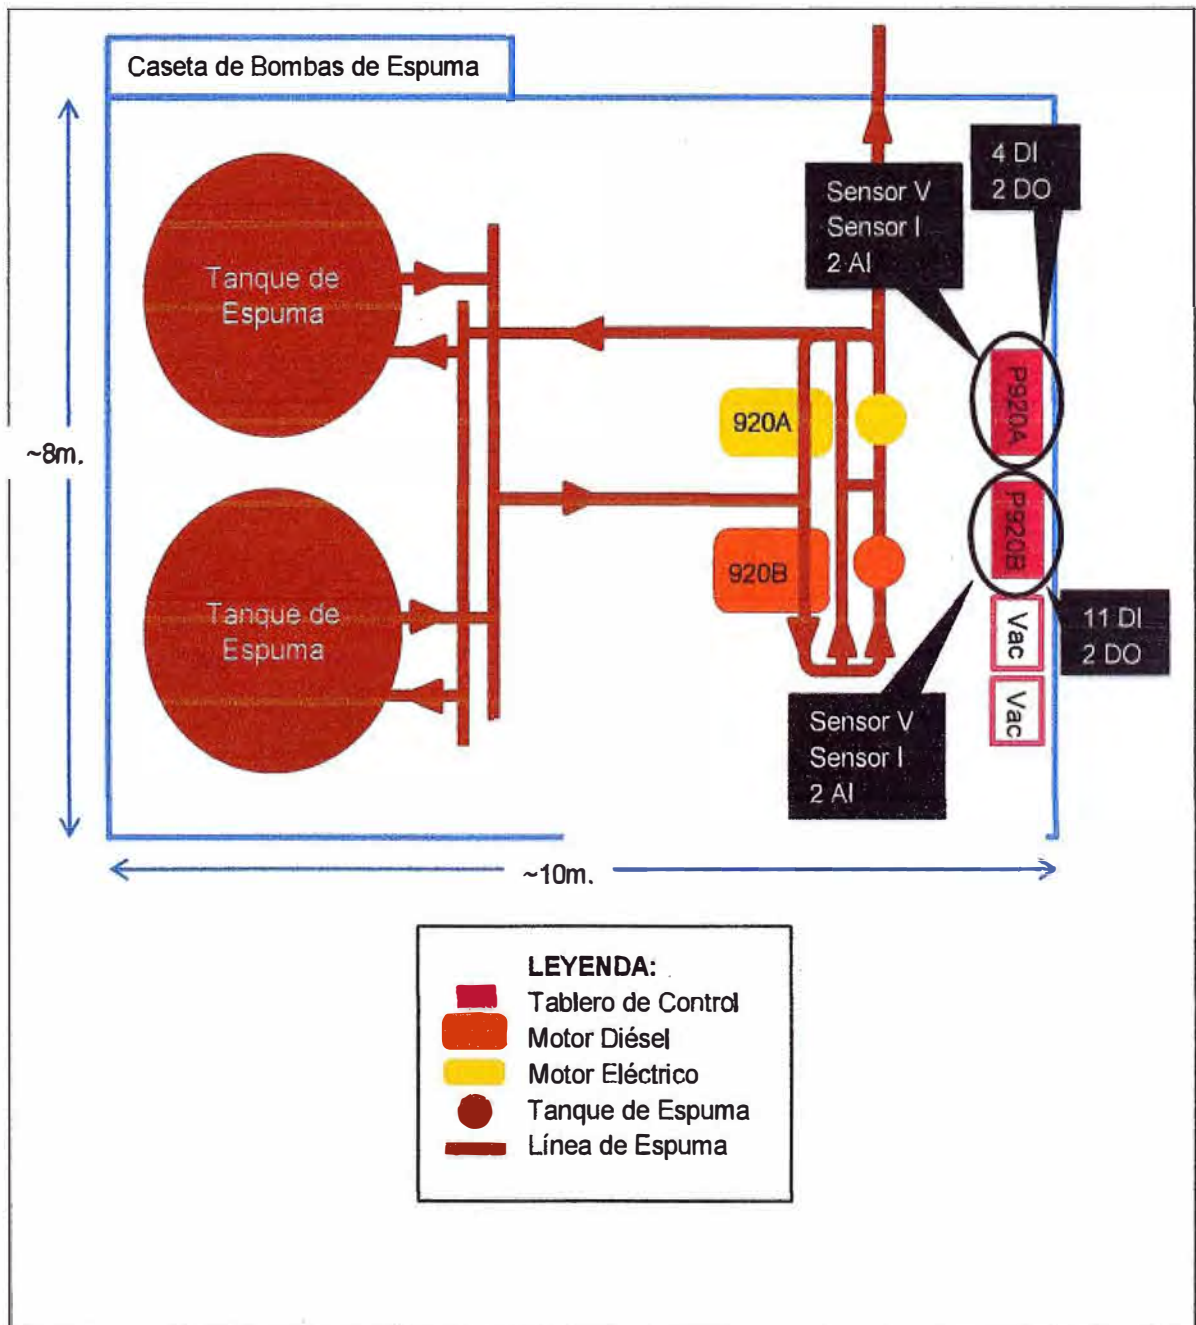 Caseta de Bombas de Espuma
4 DI
2 DO
Sensor V
Sensor I
2 AI
Tanque de
Espuma
P920A
920A
~8m.
P920B
920B
Tanque de
Espuma
Vac
11 DI
2 DO
Vac
Sensor V
Sensor I
2 AI
~10m.
LEYENDA:
Tablero de Control
Motor Diésel
Motor Eléctrico
Tanque de Espuma
Línea de Espuma